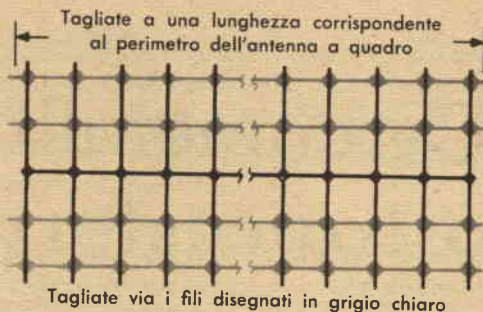 Tagliate a una lunghezza corrispondente
al perimetro dell'antenna a quadro
Tagliate via i fili disegnati in grigio chiaro